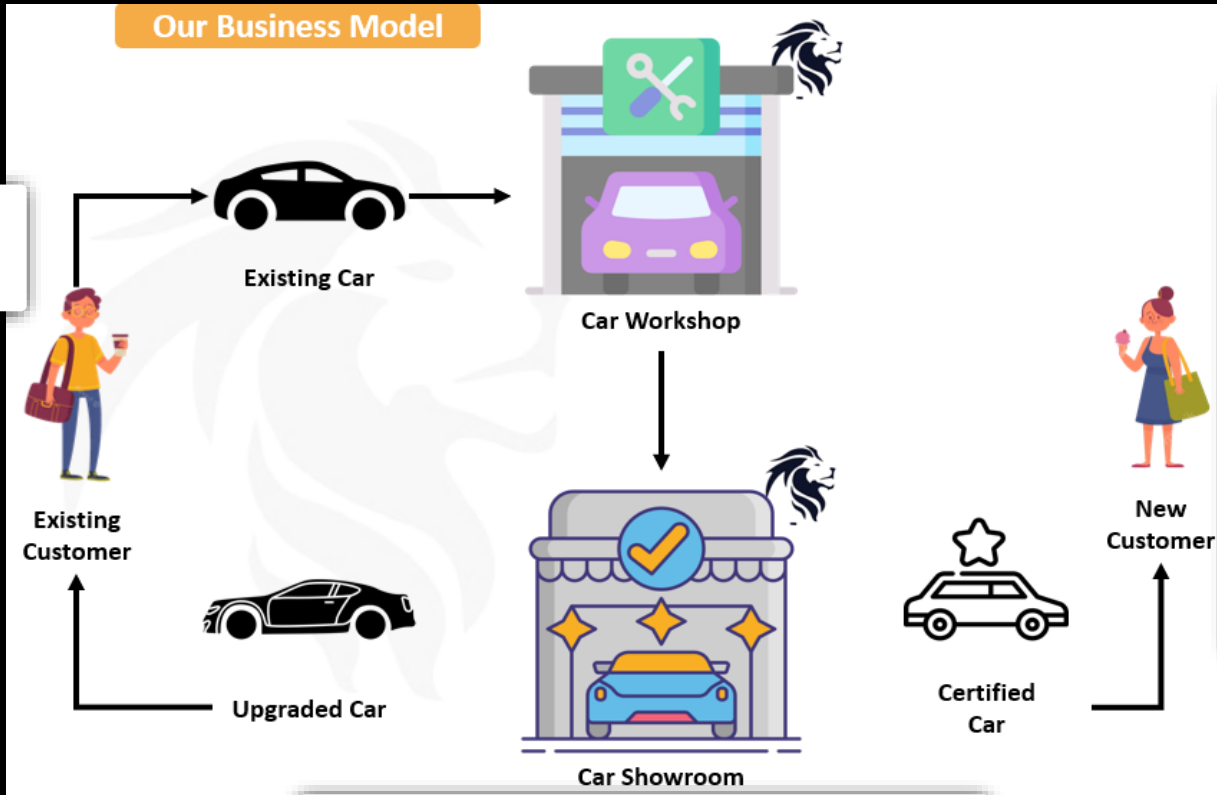 Our Business Model
Existing Car
Car Workshop
Existing
Customer
New
Customer
Upgraded Car
Certified
Car
Car Showroom